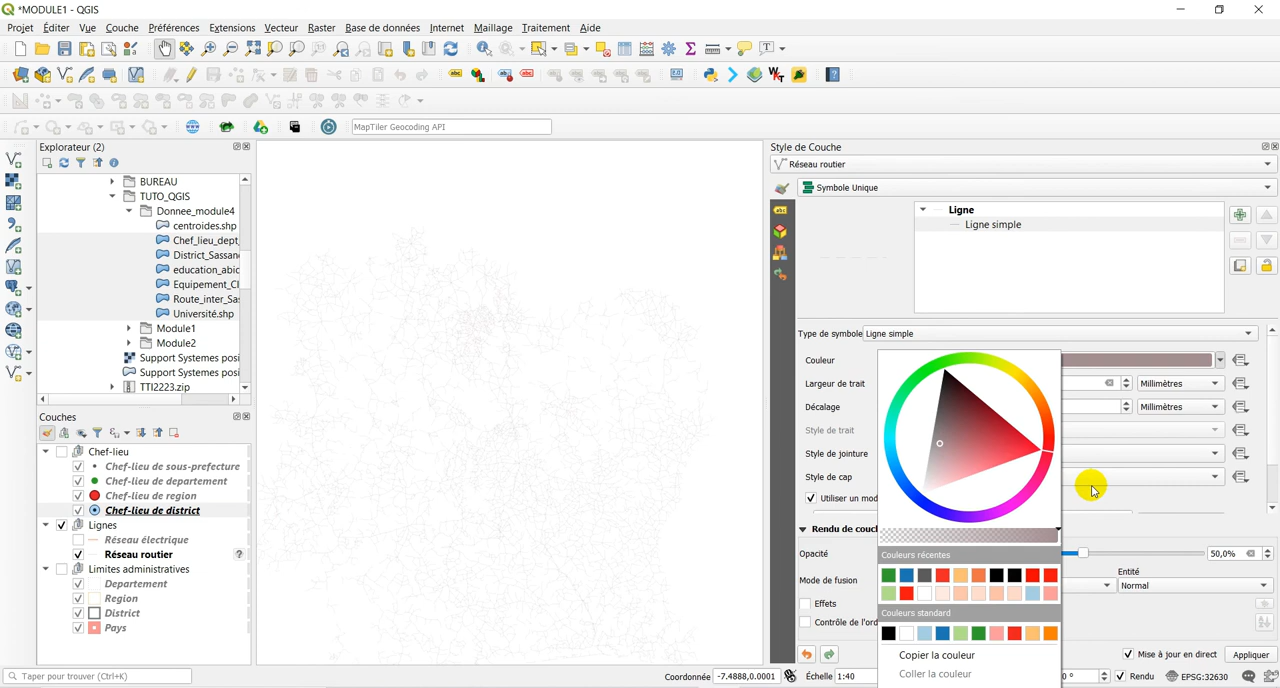 *MODULE1 - QGIS
Projet Éditer Vue Couche Préférences Extensions Vecteur Raster Base de données Internet Maillage Traitement Aide
MapTiler Geocoding API
Explorateur (2)
BUREAU
TUTO_QGIS
Donnee_module4
centroides.shp
Chef_lieu_dept_
District_Sassan
education_abic
Equipement_Cl
Route_inter_Sa
Université.shp
Module1
Module2
Support Systemes posi
Support Systemes posi
TTI2223.zip
Couches
Chef-lieu
Chef-lieu de sous-prefecture
Chef-lieu de departement
Chef-lieu de region
Chef-lieu de district
Lignes
Réseau électrique
Réseau routier
Limites administratives
Departement
Region
District
Pays
Style de Couche
Réseau routier
Symbole Unique
Ligne
Ligne simple
Type de symbole Ligne simple
Couleur
Largeur de trait Millimètres
Décalage Millimètres
Style de trait
Style de jointure
Style de cap
Utiliser un mod
Rendu de couc
Opacité 50,0%
Entité
Mode de fusion Normal
Effets
Contrôle de l'ord
Couleurs récentes
Couleurs standard
Copier la couleur
Coller la couleur
Mise à jour en direct Appliquer
Taper pour trouver (Ctrl+K) Coordonnée -7.4888,0.0001 Échelle 1:40 0 ° Rendu EPSG:32630